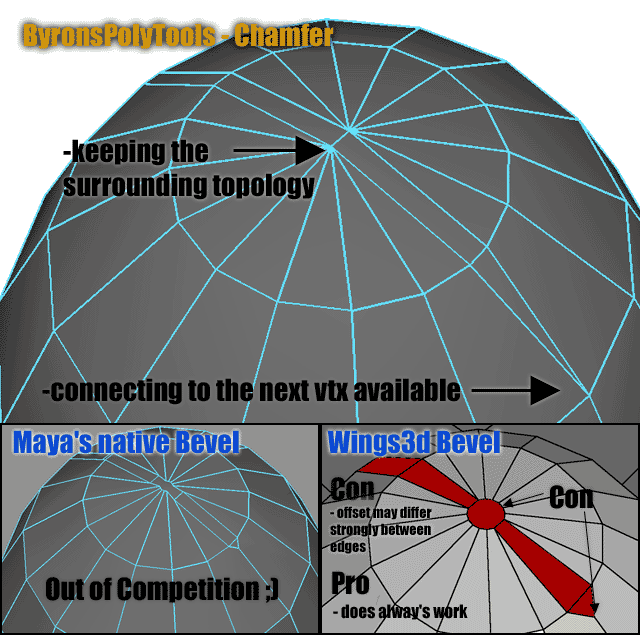 ByronsPolyTools - Chamfer
-keeping the
surrounding topology
-connecting to the next vtx available
Maya's native Bevel
Out of Competition ;)
Wings3d Bevel
Con
- offset may differ
strongly between
edges
Con
Pro
- does alway's work